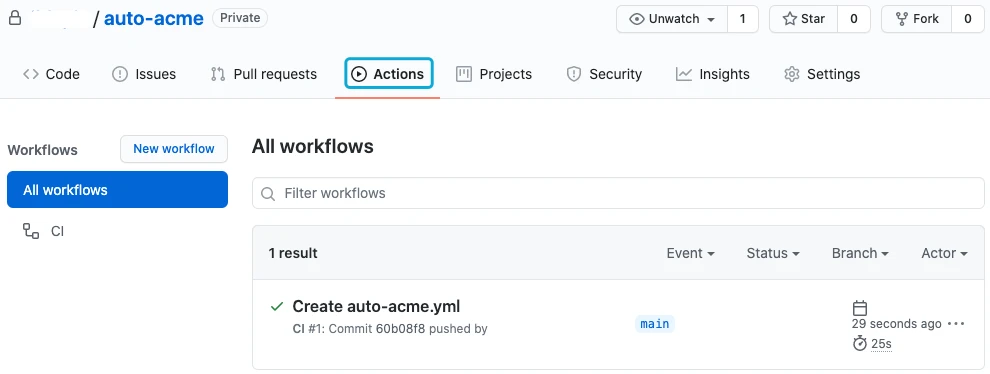 / auto-acme Private Unwatch 1 Star 0 Fork 0
Code Issues Pull requests Actions Projects Security Insights Settings
Workflows New workflow
All workflows
CI
All workflows
Filter workflows
1 result Event Status Branch Actor
Create auto-acme.yml
CI #1: Commit 60b08f8 pushed by
main
29 seconds ago ...
25s